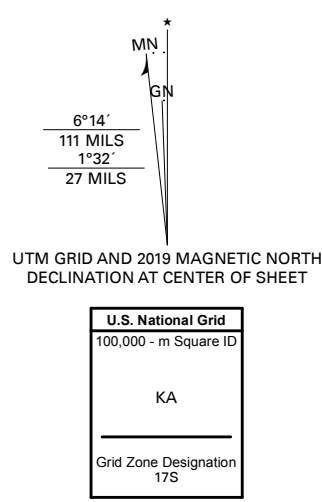 ★
MN
GN
6°14´
111 MILS
1°32´
27 MILS
UTM GRID AND 2019 MAGNETIC NORTH
DECLINATION AT CENTER OF SHEET
U.S. National Grid
100,000 - m Square ID
KA
Grid Zone Designation
17S